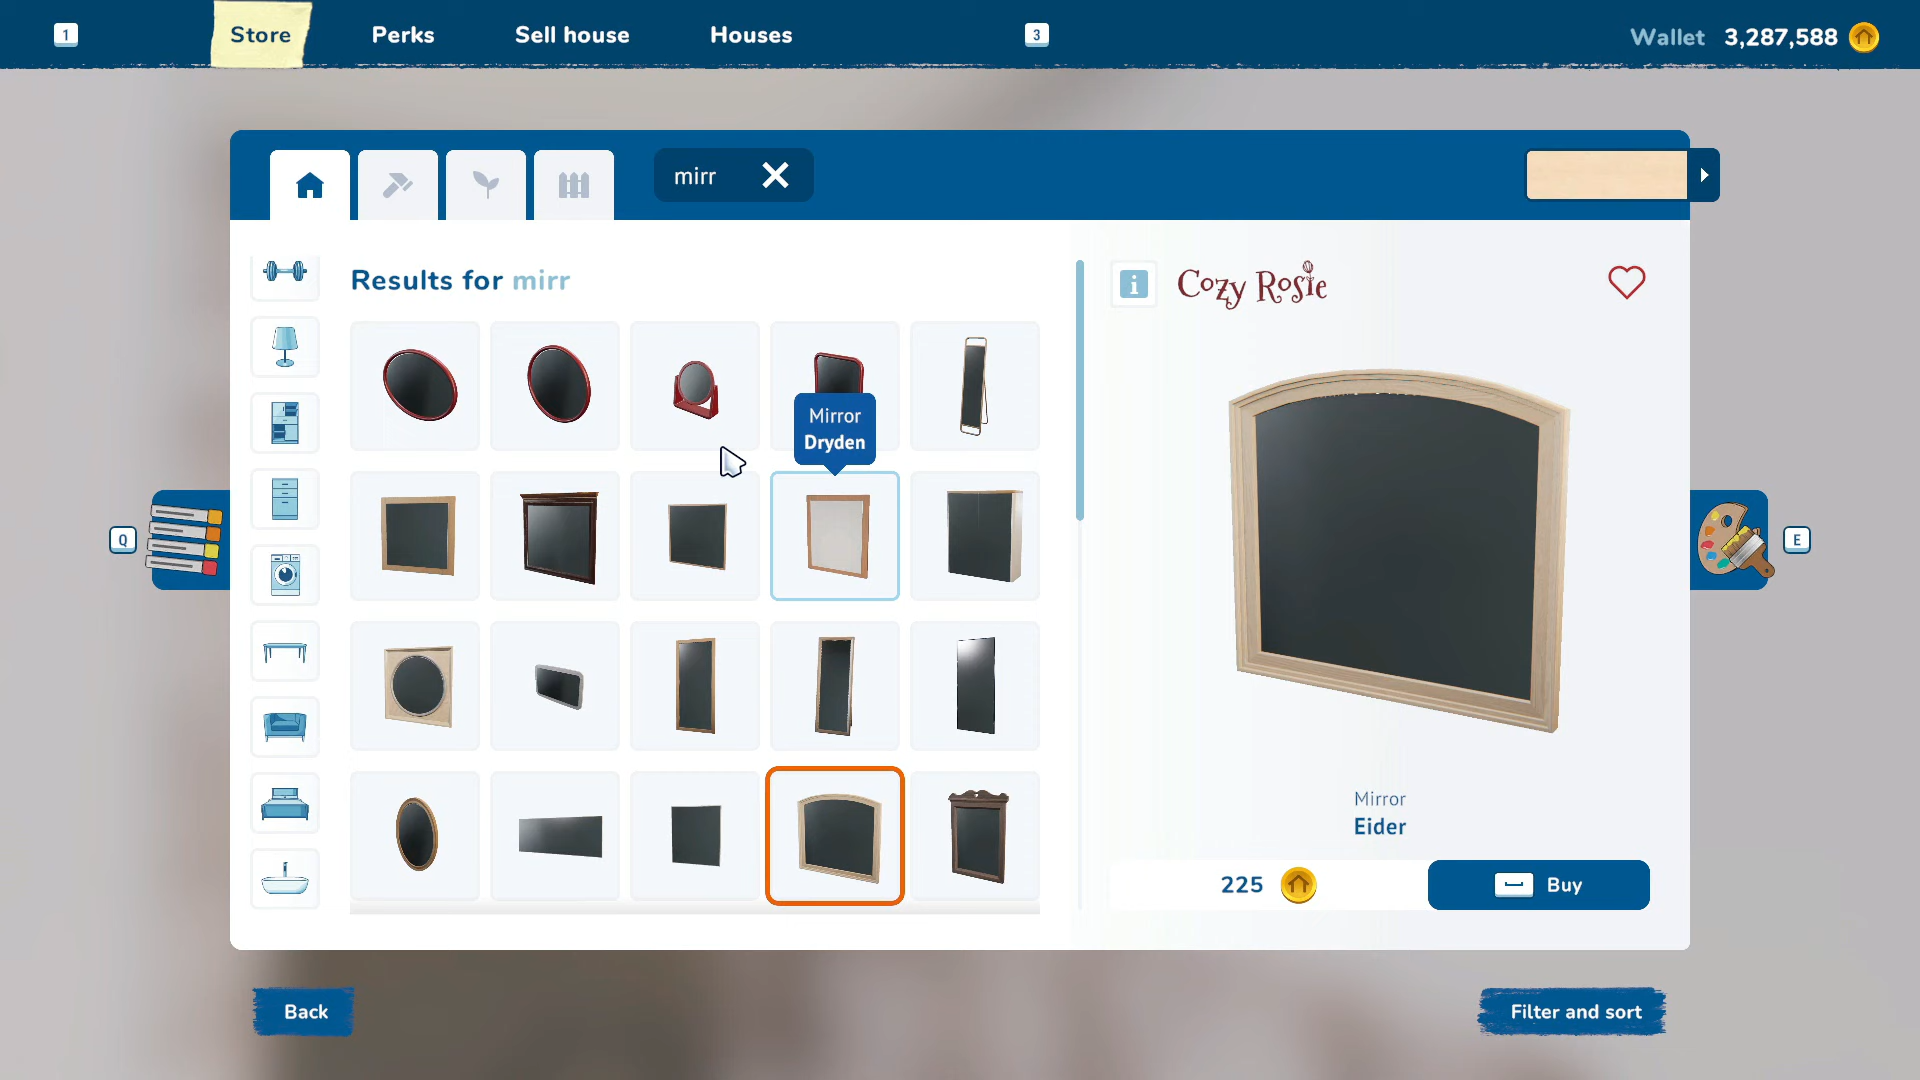 1
Store
Perks
Sell house
Houses
3
Wallet 3,287,588
mirr
Results for mirr
Cozy Rosie
Mirror
Dryden
Q
E
Mirror
Eider
225
Buy
Back
Filter and sort